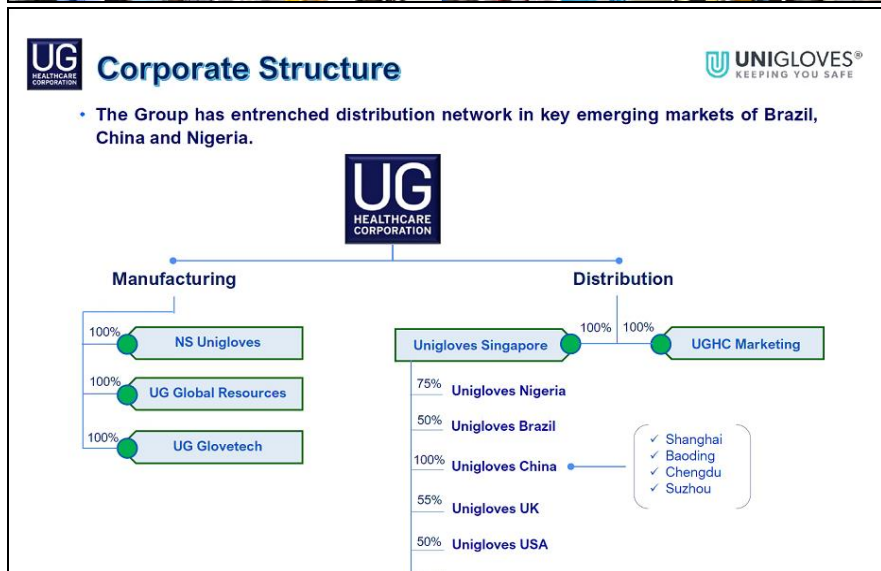 UG
HEALTHCARE
CORPORATION
Corporate Structure
UNIGLOVES®
KEEPING YOU SAFE
• The Group has entrenched distribution network in key emerging markets of Brazil,
China and Nigeria.
UG
HEALTHCARE
CORPORATION
Manufacturing
Distribution
100%
NS Unigloves
100%
UG Global Resources
100%
UG Glovetech
Unigloves Singapore
100%
100%
UGHC Marketing
75%
Unigloves Nigeria
50%
Unigloves Brazil
100%
Unigloves China
✓ Shanghai
✓ Baoding
✓ Chengdu
✓ Suzhou
55%
Unigloves UK
50%
Unigloves USA